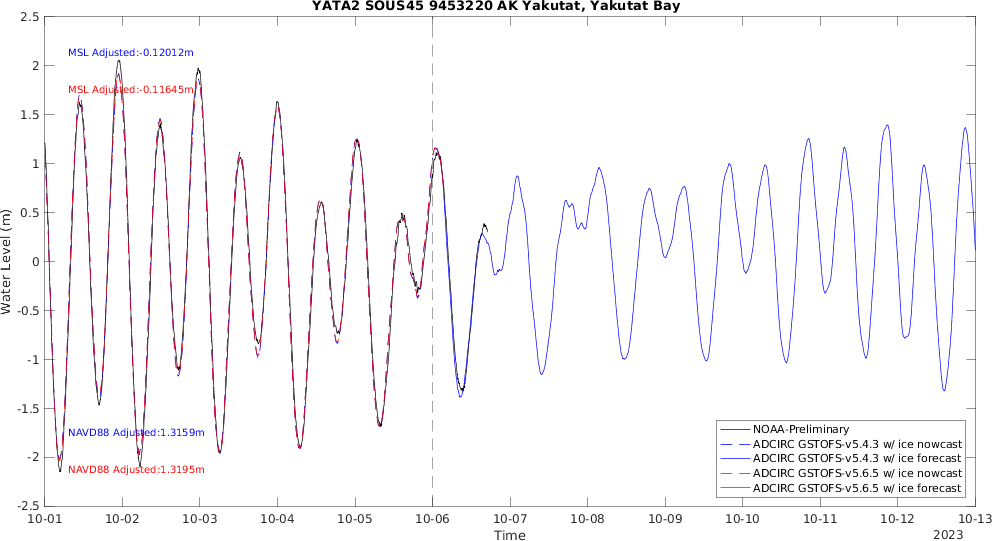 YATA2 SOUS45 9453220 AK Yakutat, Yakutat Bay
2.5
2
1.5
1
0.5
0
-0.5
-1
-1.5
-2
-2.5
Water Level (m)
MSL Adjusted:-0.12012m
MSL Adjusted:-0.11645m
NAVD88 Adjusted:1.3159m
NAVD88 Adjusted:1.3195m
NOAA-Preliminary
ADCIRC GSTOFS-v5.4.3 w/ ice nowcast
ADCIRC GSTOFS-v5.4.3 w/ ice forecast
ADCIRC GSTOFS-v5.6.5 w/ ice nowcast
ADCIRC GSTOFS-v5.6.5 w/ ice forecast
10-01 10-02 10-03 10-04 10-05 10-06 10-07 10-08 10-09 10-10 10-11 10-12 10-13
Time
2023